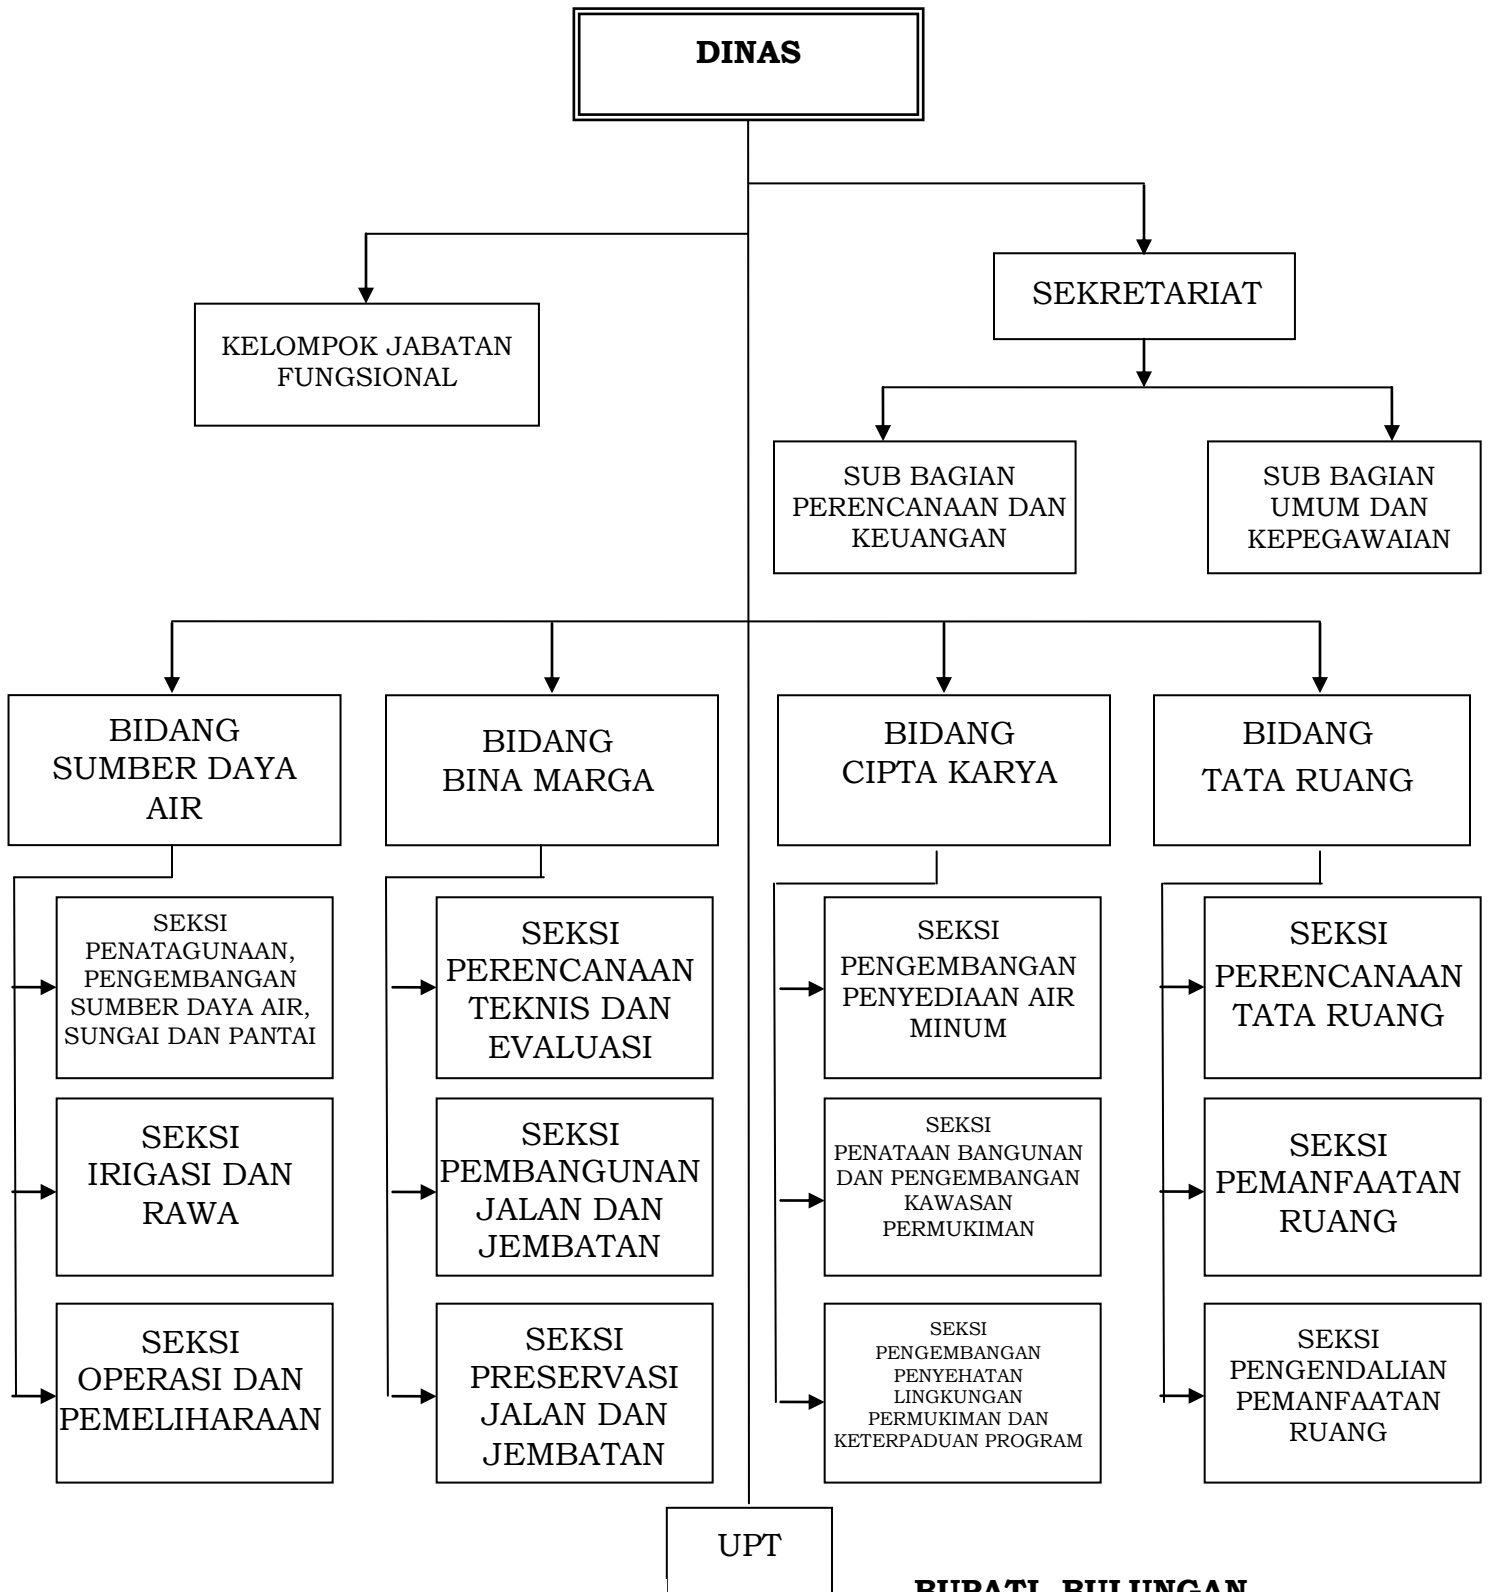 DINAS
SEKRETARIAT
KELOMPOK JABATAN
FUNGSIONAL
SUB BAGIAN
PERENCANAAN DAN
KEUANGAN
SUB BAGIAN
UMUM DAN
KEPEGAWAIAN
BIDANG
SUMBER DAYA
AIR
BIDANG
BINA MARGA
BIDANG
CIPTA KARYA
BIDANG
TATA RUANG
SEKSI
PENATAGUNAAN,
PENGEMBANGAN
SUMBER DAYA AIR,
SUNGAI DAN PANTAI
SEKSI
PERENCANAAN
TEKNIS DAN
EVALUASI
SEKSI
PENGEMBANGAN
PENYEDIAAN AIR
MINUM
SEKSI
PERENCANAAN
TATA RUANG
SEKSI
IRIGASI DAN
RAWA
SEKSI
PEMBANGUNAN
JALAN DAN
JEMBATAN
SEKSI
PENATAAN BANGUNAN
DAN PENGEMBANGAN
KAWASAN
PERMUKIMAN
SEKSI
PEMANFAATAN
RUANG
SEKSI
OPERASI DAN
PEMELIHARAAN
SEKSI
PRESERVASI
JALAN DAN
JEMBATAN
SEKSI
PENGEMBANGAN
PENYEHATAN
LINGKUNGAN
PERMUKIMAN DAN
KETERPADUAN PROGRAM
SEKSI
PENGENDALIAN
PEMANFAATAN
RUANG
UPT
BUPATI BULUNGAN